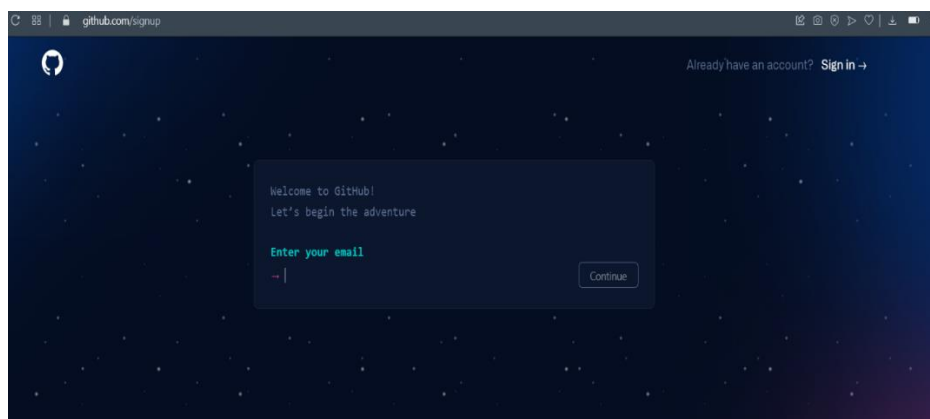 github.com/signup
Already have an account? Sign in →
Welcome to GitHub!
Let's begin the adventure
Enter your email
→
Continue